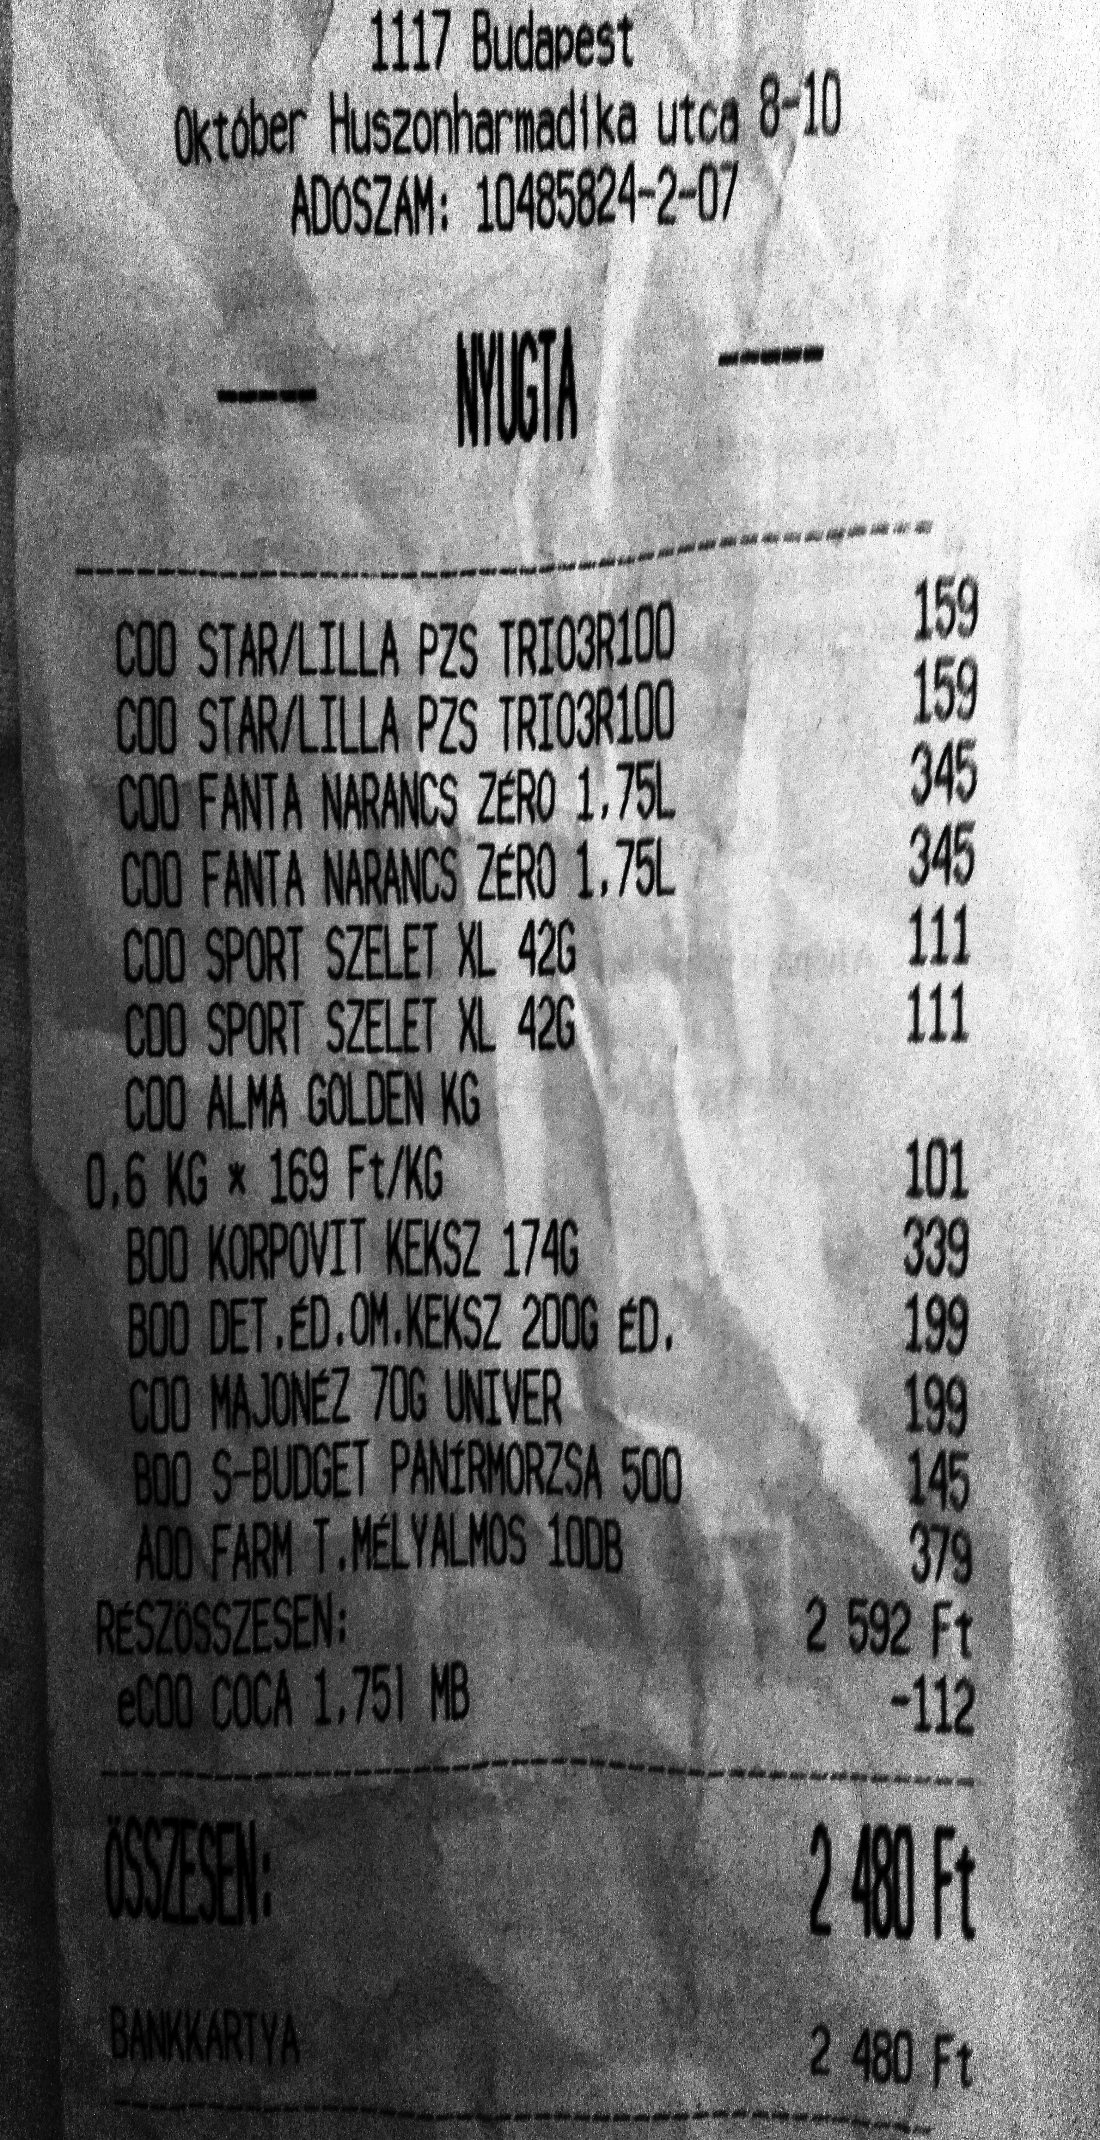 1117 Budapest
Október Huszonharmadika utca 8-10
ADÓSZÁM: 10485824-2-07
----- NYUGTA -----
C00 STAR/LILLA PZS TRIO3R100 159
C00 STAR/LILLA PZS TRIO3R100 159
C00 FANTA NARANCS ZÉRO 1,75L 345
C00 FANTA NARANCS ZÉRO 1,75L 345
C00 SPORT SZELET XL 42G 111
C00 SPORT SZELET XL 42G 111
C00 ALMA GOLDEN KG
0,6 KG * 169 Ft/KG 101
B00 KORPOVIT KEKSZ 174G 339
B00 DET.ÉD.OM.KEKSZ 200G ÉD. 199
C00 MAJONÉZ 70G UNIVER 199
B00 S-BUDGET PANÍRMORZSA 500 145
A00 FARM T.MÉLYALMOS 10DB 379
RÉSZÖSSZESEN: 2 592 Ft
eC00 COCA 1,75l MB -112
ÖSSZESEN: 2 480 Ft
BANKKÁRTYA 2 480 Ft